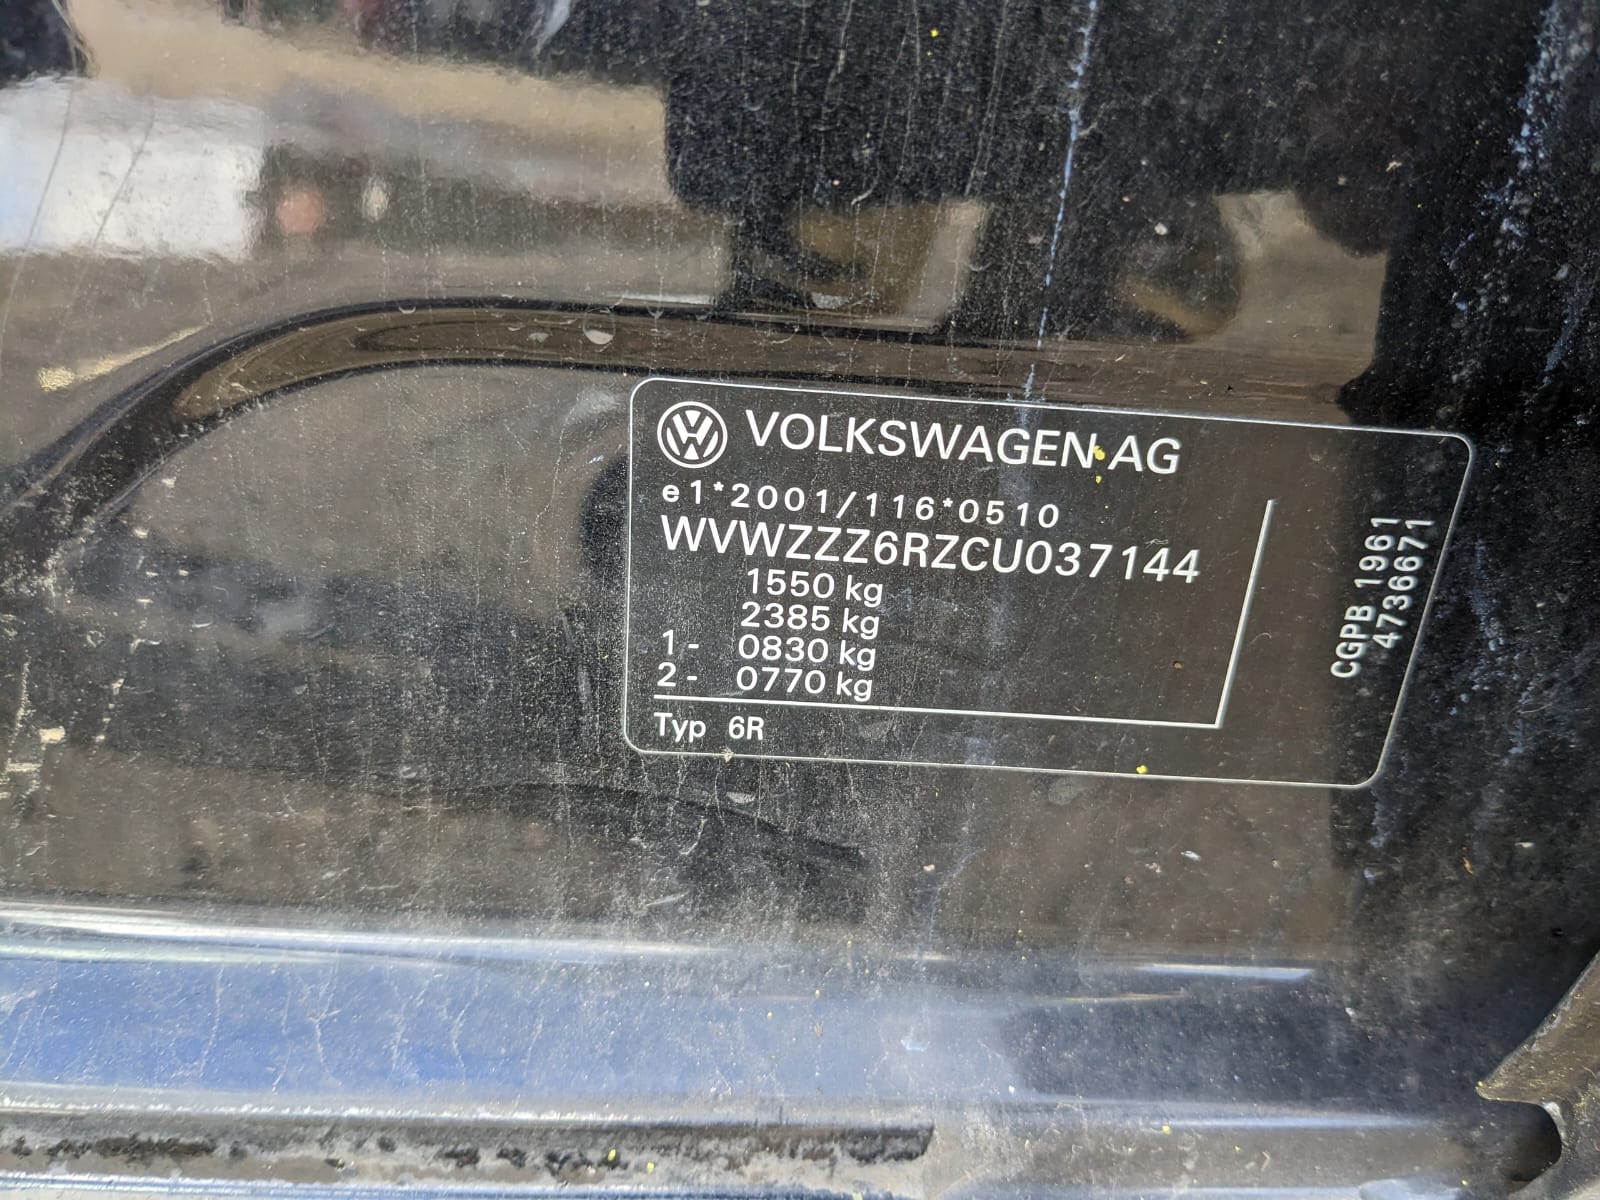 VOLKSWAGEN AG
e1*2001/116*0510
WVWZZZ6RZCU037144
1550 kg
2385 kg
1- 0830 kg
2- 0770 kg
Typ 6R
CGPB 1961
4736671